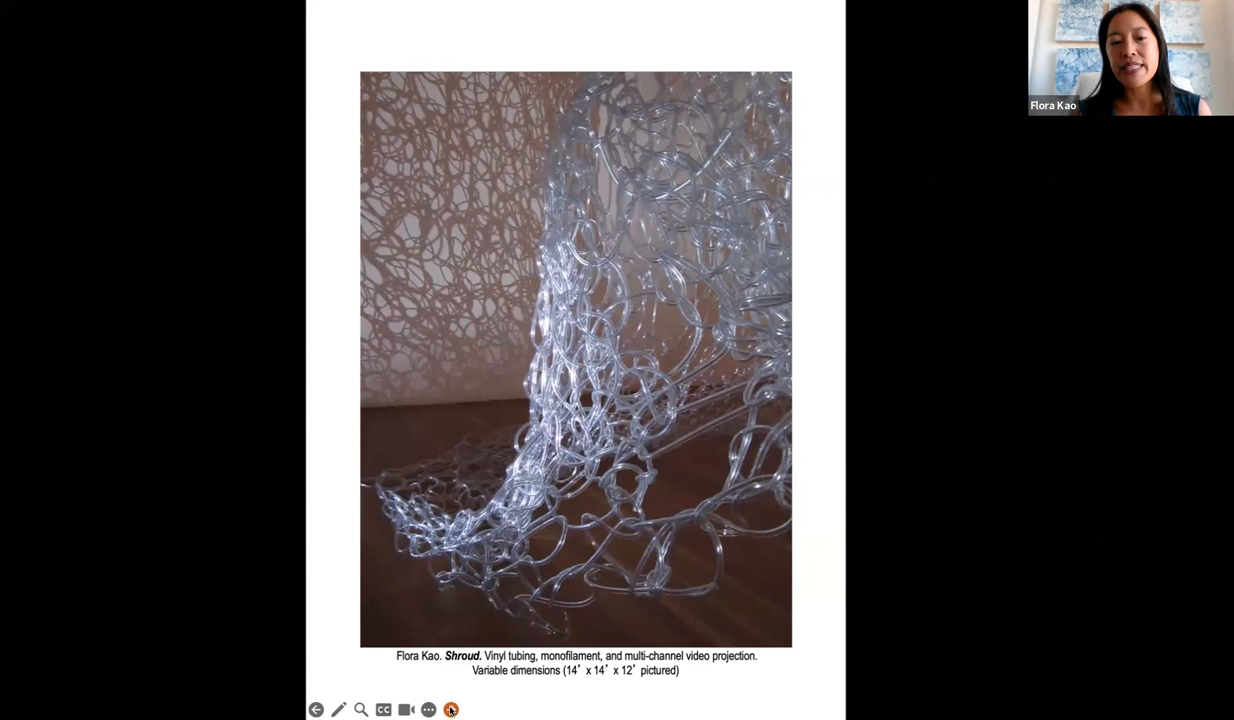 Flora Kao
Flora Kao. Shroud. Vinyl tubing, monofilament, and multi-channel video projection.
Variable dimensions (14’ x 14’ x 12’ pictured)
CC